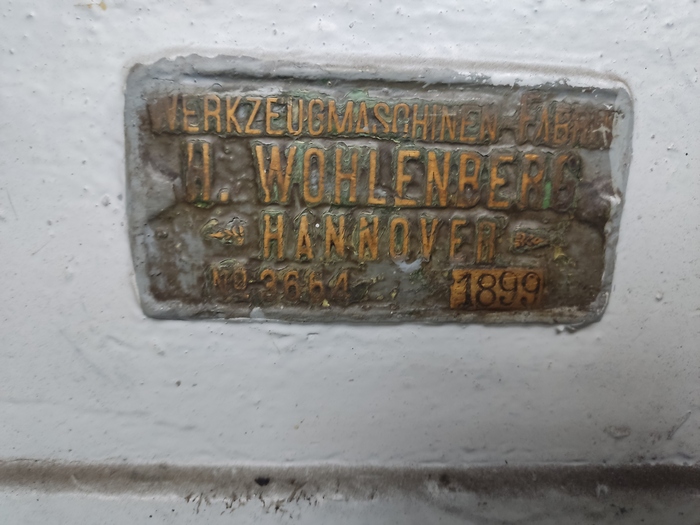 WERKZEUGMASCHINEN-FABRIK
H. WOHLENBERG
HANNOVER
No 3664 1899